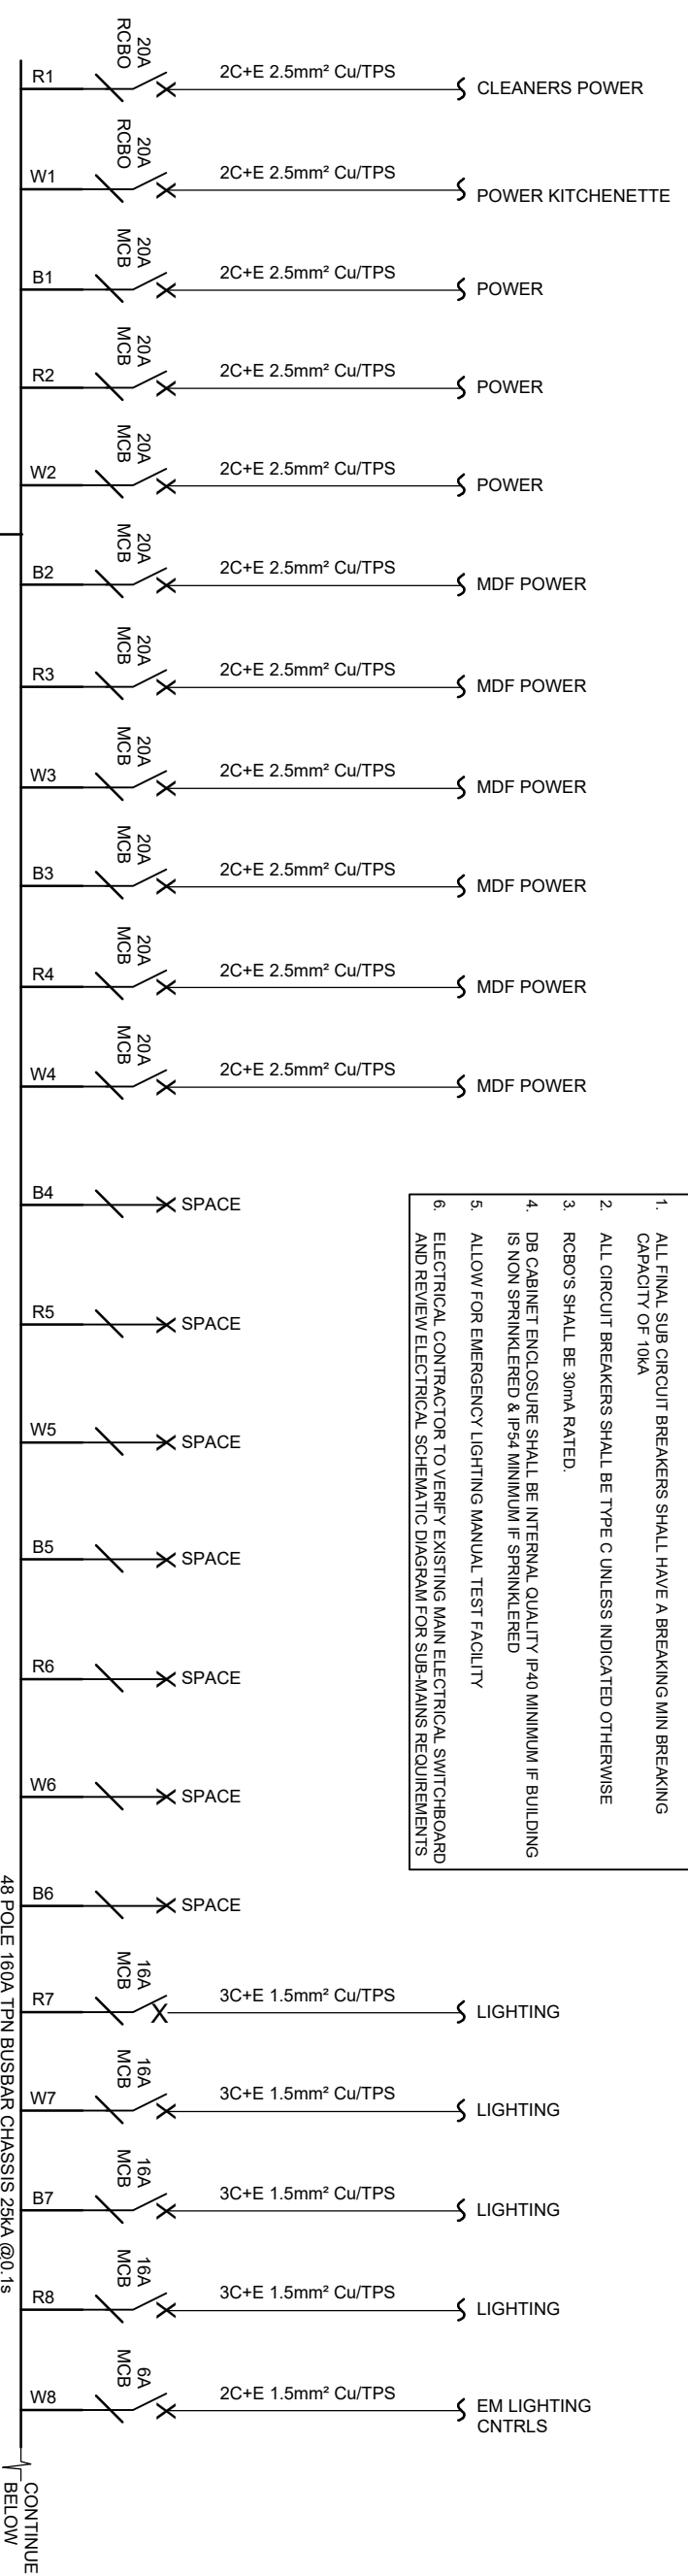 R1
20A
RCBO
2C+E 2.5mm² Cu/TPS
CLEANERS POWER
W1
20A
RCBO
2C+E 2.5mm² Cu/TPS
POWER KITCHENETTE
B1
20A
MCB
2C+E 2.5mm² Cu/TPS
POWER
R2
20A
MCB
2C+E 2.5mm² Cu/TPS
POWER
W2
20A
MCB
2C+E 2.5mm² Cu/TPS
POWER
B2
20A
MCB
2C+E 2.5mm² Cu/TPS
MDF POWER
R3
20A
MCB
2C+E 2.5mm² Cu/TPS
MDF POWER
W3
20A
MCB
2C+E 2.5mm² Cu/TPS
MDF POWER
B3
20A
MCB
2C+E 2.5mm² Cu/TPS
MDF POWER
R4
20A
MCB
2C+E 2.5mm² Cu/TPS
MDF POWER
W4
20A
MCB
2C+E 2.5mm² Cu/TPS
MDF POWER
B4
SPACE
R5
SPACE
W5
SPACE
B5
SPACE
R6
SPACE
W6
SPACE
B6
SPACE
R7
16A
MCB
3C+E 1.5mm² Cu/TPS
LIGHTING
W7
16A
MCB
3C+E 1.5mm² Cu/TPS
LIGHTING
B7
16A
MCB
3C+E 1.5mm² Cu/TPS
LIGHTING
R8
16A
MCB
3C+E 1.5mm² Cu/TPS
LIGHTING
W8
6A
MCB
2C+E 1.5mm² Cu/TPS
EM LIGHTING
CNTRLS
1. ALL FINAL SUB CIRCUIT BREAKERS SHALL HAVE A BREAKING MIN BREAKING
CAPACITY OF 10kA
2. ALL CIRCUIT BREAKERS SHALL BE TYPE C UNLESS INDICATED OTHERWISE
3. RCBO'S SHALL BE 30mA RATED.
4. DB CABINET ENCLOSURE SHALL BE INTERNAL QUALITY IP40 MINIMUM IF BUILDING
IS NON SPRINKLERED & IP54 MINIMUM IF SPRINKLERED
5. ALLOW FOR EMERGENCY LIGHTING MANUAL TEST FACILITY
6. ELECTRICAL CONTRACTOR TO VERIFY EXISTING MAIN ELECTRICAL SWITCHBOARD
AND REVIEW ELECTRICAL SCHEMATIC DIAGRAM FOR SUB-MAINS REQUIREMENTS
48 POLE 160A TPN BUSBAR CHASSIS 25kA @0.1s
CONTINUE
BELOW